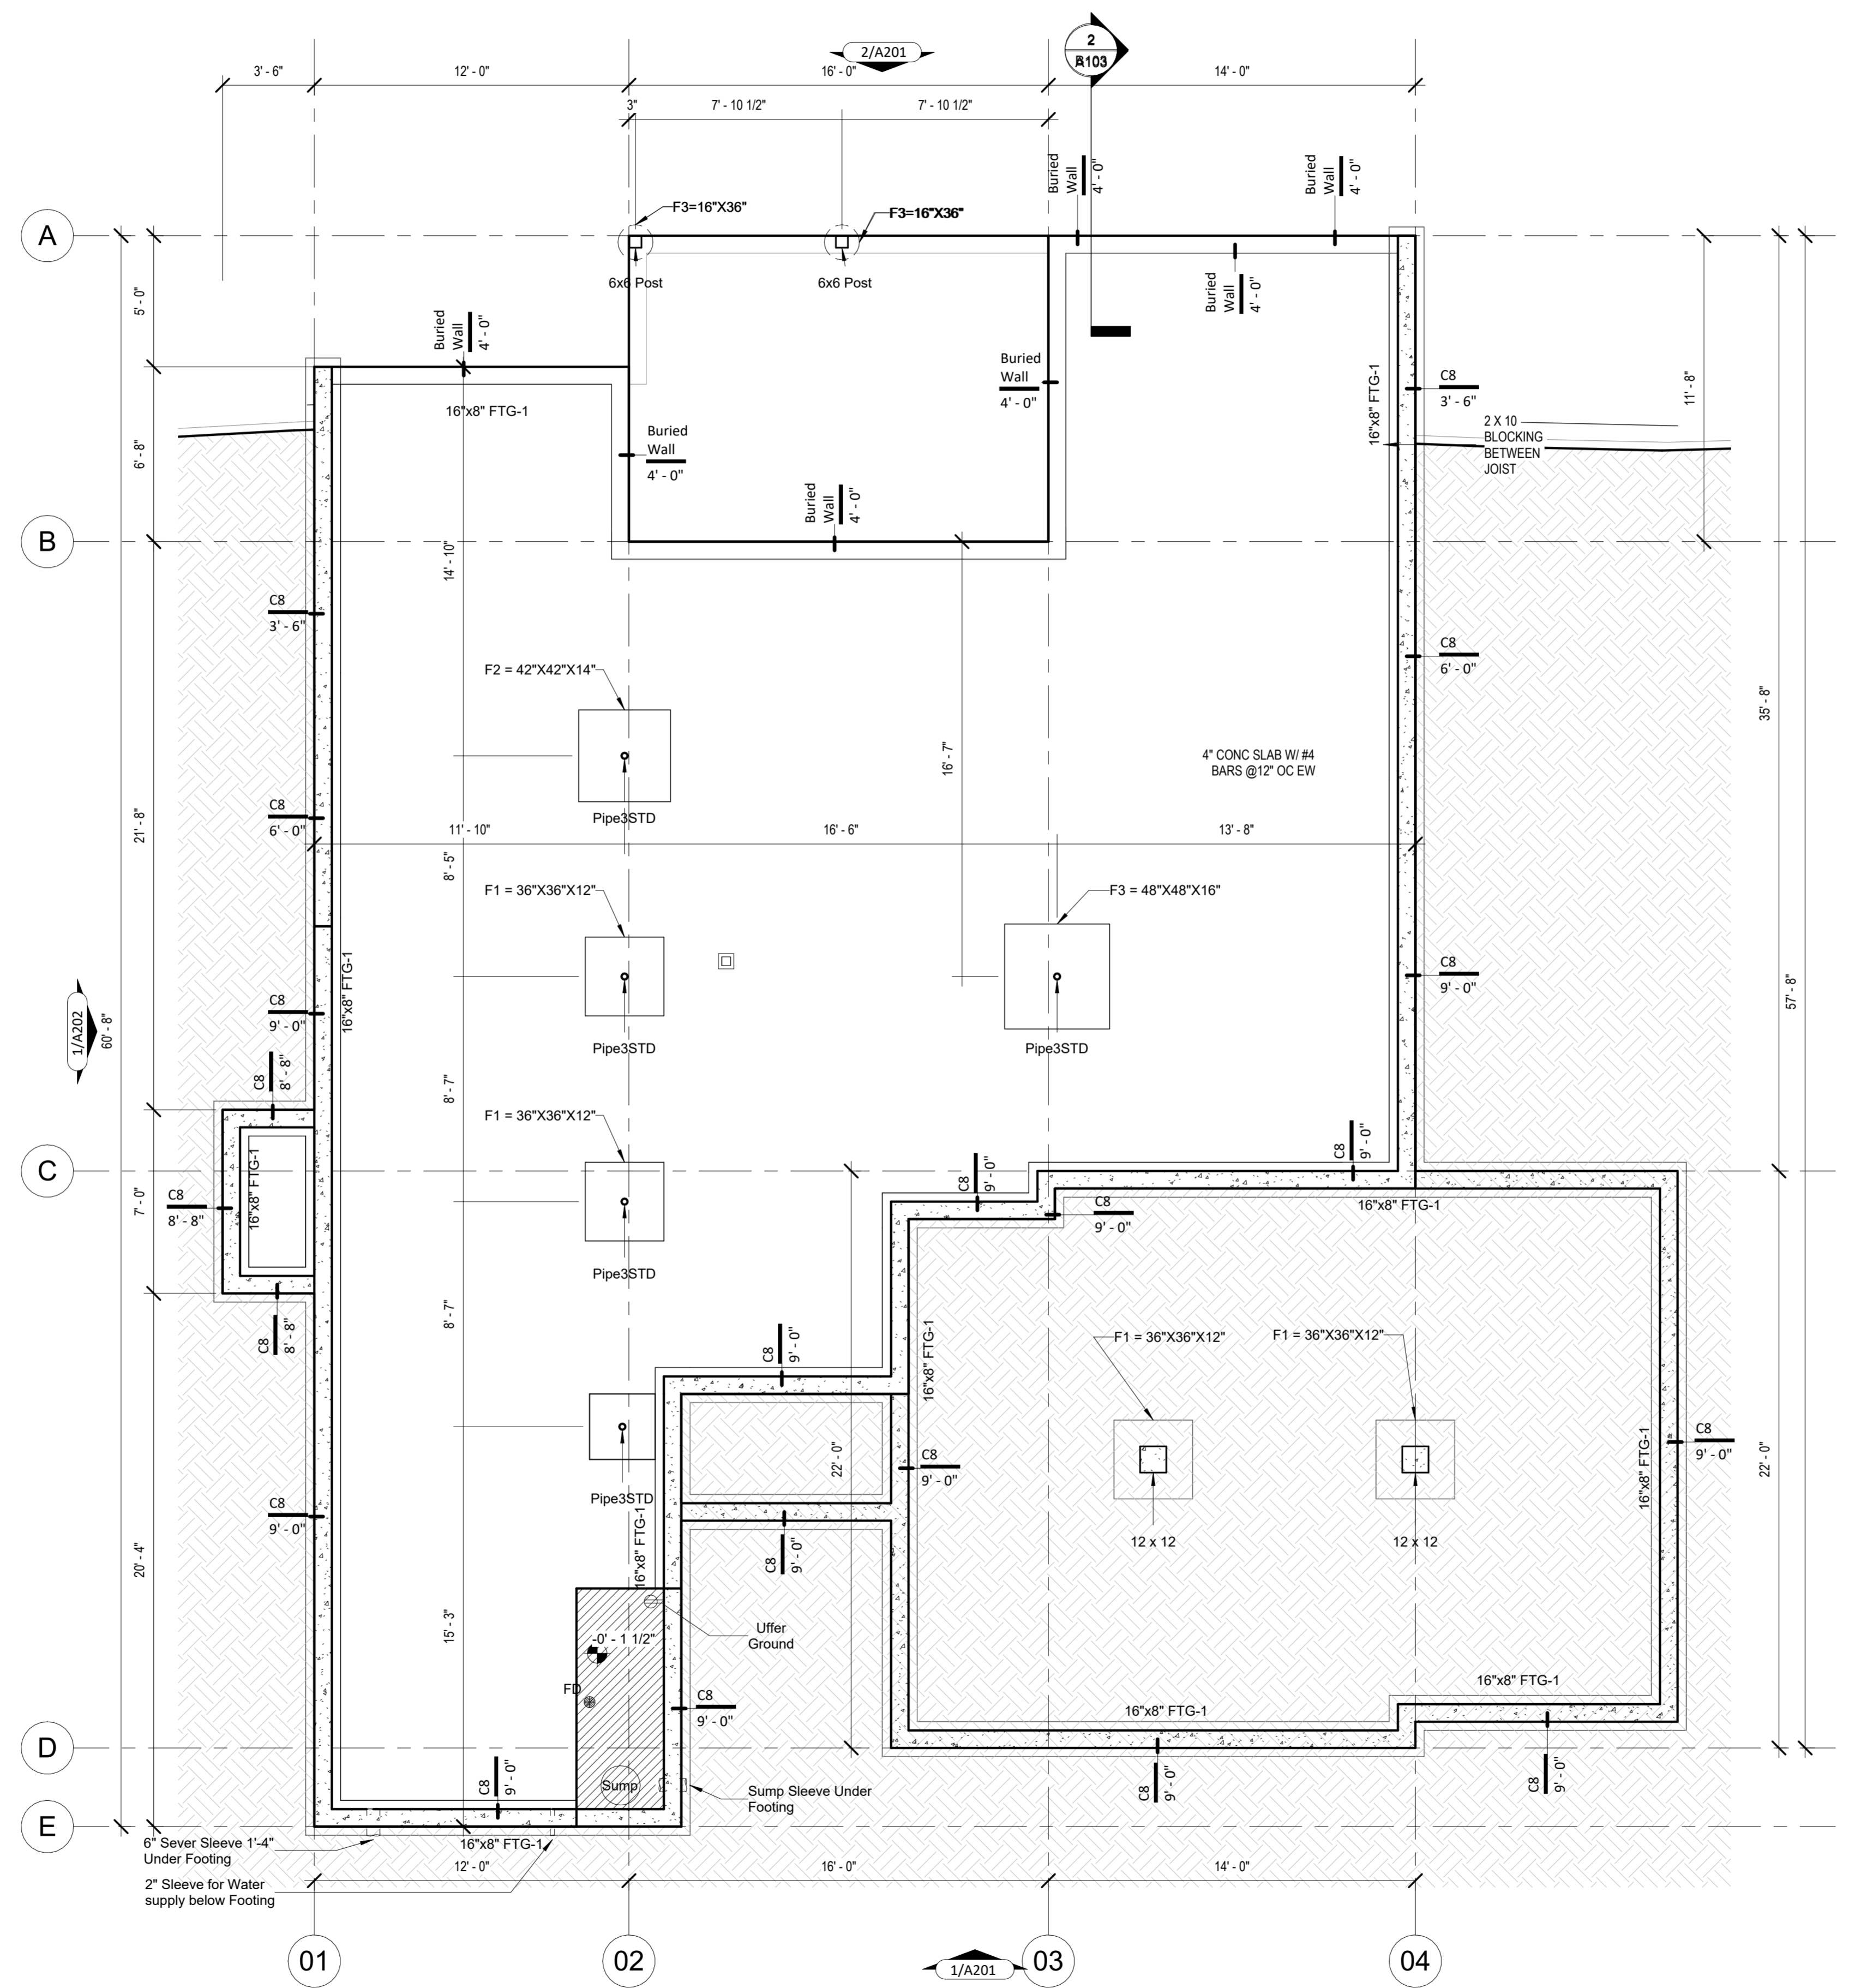 2/A201
2
3' - 6"
12' - 0"
16' - 0"
14' - 0"
3"
7' - 10 1/2"
7' - 10 1/2"
Buried
Wall
4' - 0"
Buried
Wall
4' - 0"
F3=16"X36"
F3=16"X36"
A
6x6 Post
6x6 Post
Buried
Wall
4' - 0"
5' - 0"
Buried
Wall
4' - 0"
Buried
Wall
4' - 0"
C8
3' - 6"
11' - 8"
16"x8" FTG-1
16"x8" FTG-1
2 X 10
BLOCKING
BETWEEN
JOIST
6' - 8"
Buried
Wall
4' - 0"
Buried
Wall
4' - 0"
B
14' - 10"
C8
3' - 6"
C8
6' - 0"
F2 = 42"X42"X14"
35' - 8"
16' - 7"
4" CONC SLAB W/ #4
BARS @12" OC EW
Pipe3STD
C8
6' - 0"
21' - 8"
11' - 10"
16' - 6"
13' - 8"
8' - 5"
F1 = 36"X36"X12"
F3 = 48"X48"X16"
C8
9' - 0"
16"x8" FTG-1
57' - 8"
C8
9' - 0"
1/A202
60' - 8"
Pipe3STD
Pipe3STD
C8
8' - 8"
8' - 7"
F1 = 36"X36"X12"
C8
9' - 0"
C8
9' - 0"
C
16"x8" FTG-1
7' - 0"
C8
8' - 8"
C8
9' - 0"
16"x8" FTG-1
Pipe3STD
8' - 7"
C8
8' - 8"
C8
9' - 0"
16"x8" FTG-1
F1 = 36"X36"X12"
F1 = 36"X36"X12"
C8
9' - 0"
22' - 0"
22' - 0"
C8
9' - 0"
16"x8" FTG-1
Pipe3STD
C8
9' - 0"
16"x8" FTG-1
C8
9' - 0"
12 x 12
12 x 12
20' - 4"
15' - 3"
Uffer
Ground
-0' - 1 1/2"
FD
C8
9' - 0"
16"x8" FTG-1
16"x8" FTG-1
D
C8
9' - 0"
Sump
Sump Sleeve Under
Footing
C8
9' - 0"
C8
9' - 0"
E
6" Sever Sleeve 1'-4"
Under Footing
16"x8" FTG-1
2" Sleeve for Water
supply below Footing
12' - 0"
16' - 0"
14' - 0"
01
02
03
04
1/A201